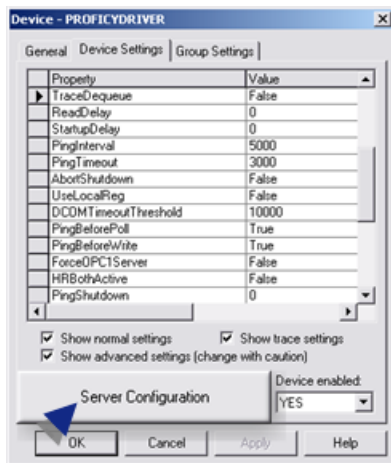 Device - PROFICYDRIVER
General Device Settings Group Settings
Property Value
TraceDequeue False
ReadDelay 0
StartupDelay 0
PingInterval 5000
PingTimeout 3000
AbortShutdown False
UseLocalReg False
DCOMTimeoutThreshold 10000
PingBeforePoll True
PingBeforeWrite True
ForceOPC1Server False
HRBothActive False
PingShutdown 0
Show normal settings Show trace settings
Show advanced settings (change with caution)
Device enabled:
Server Configuration YES
OK Cancel Apply Help